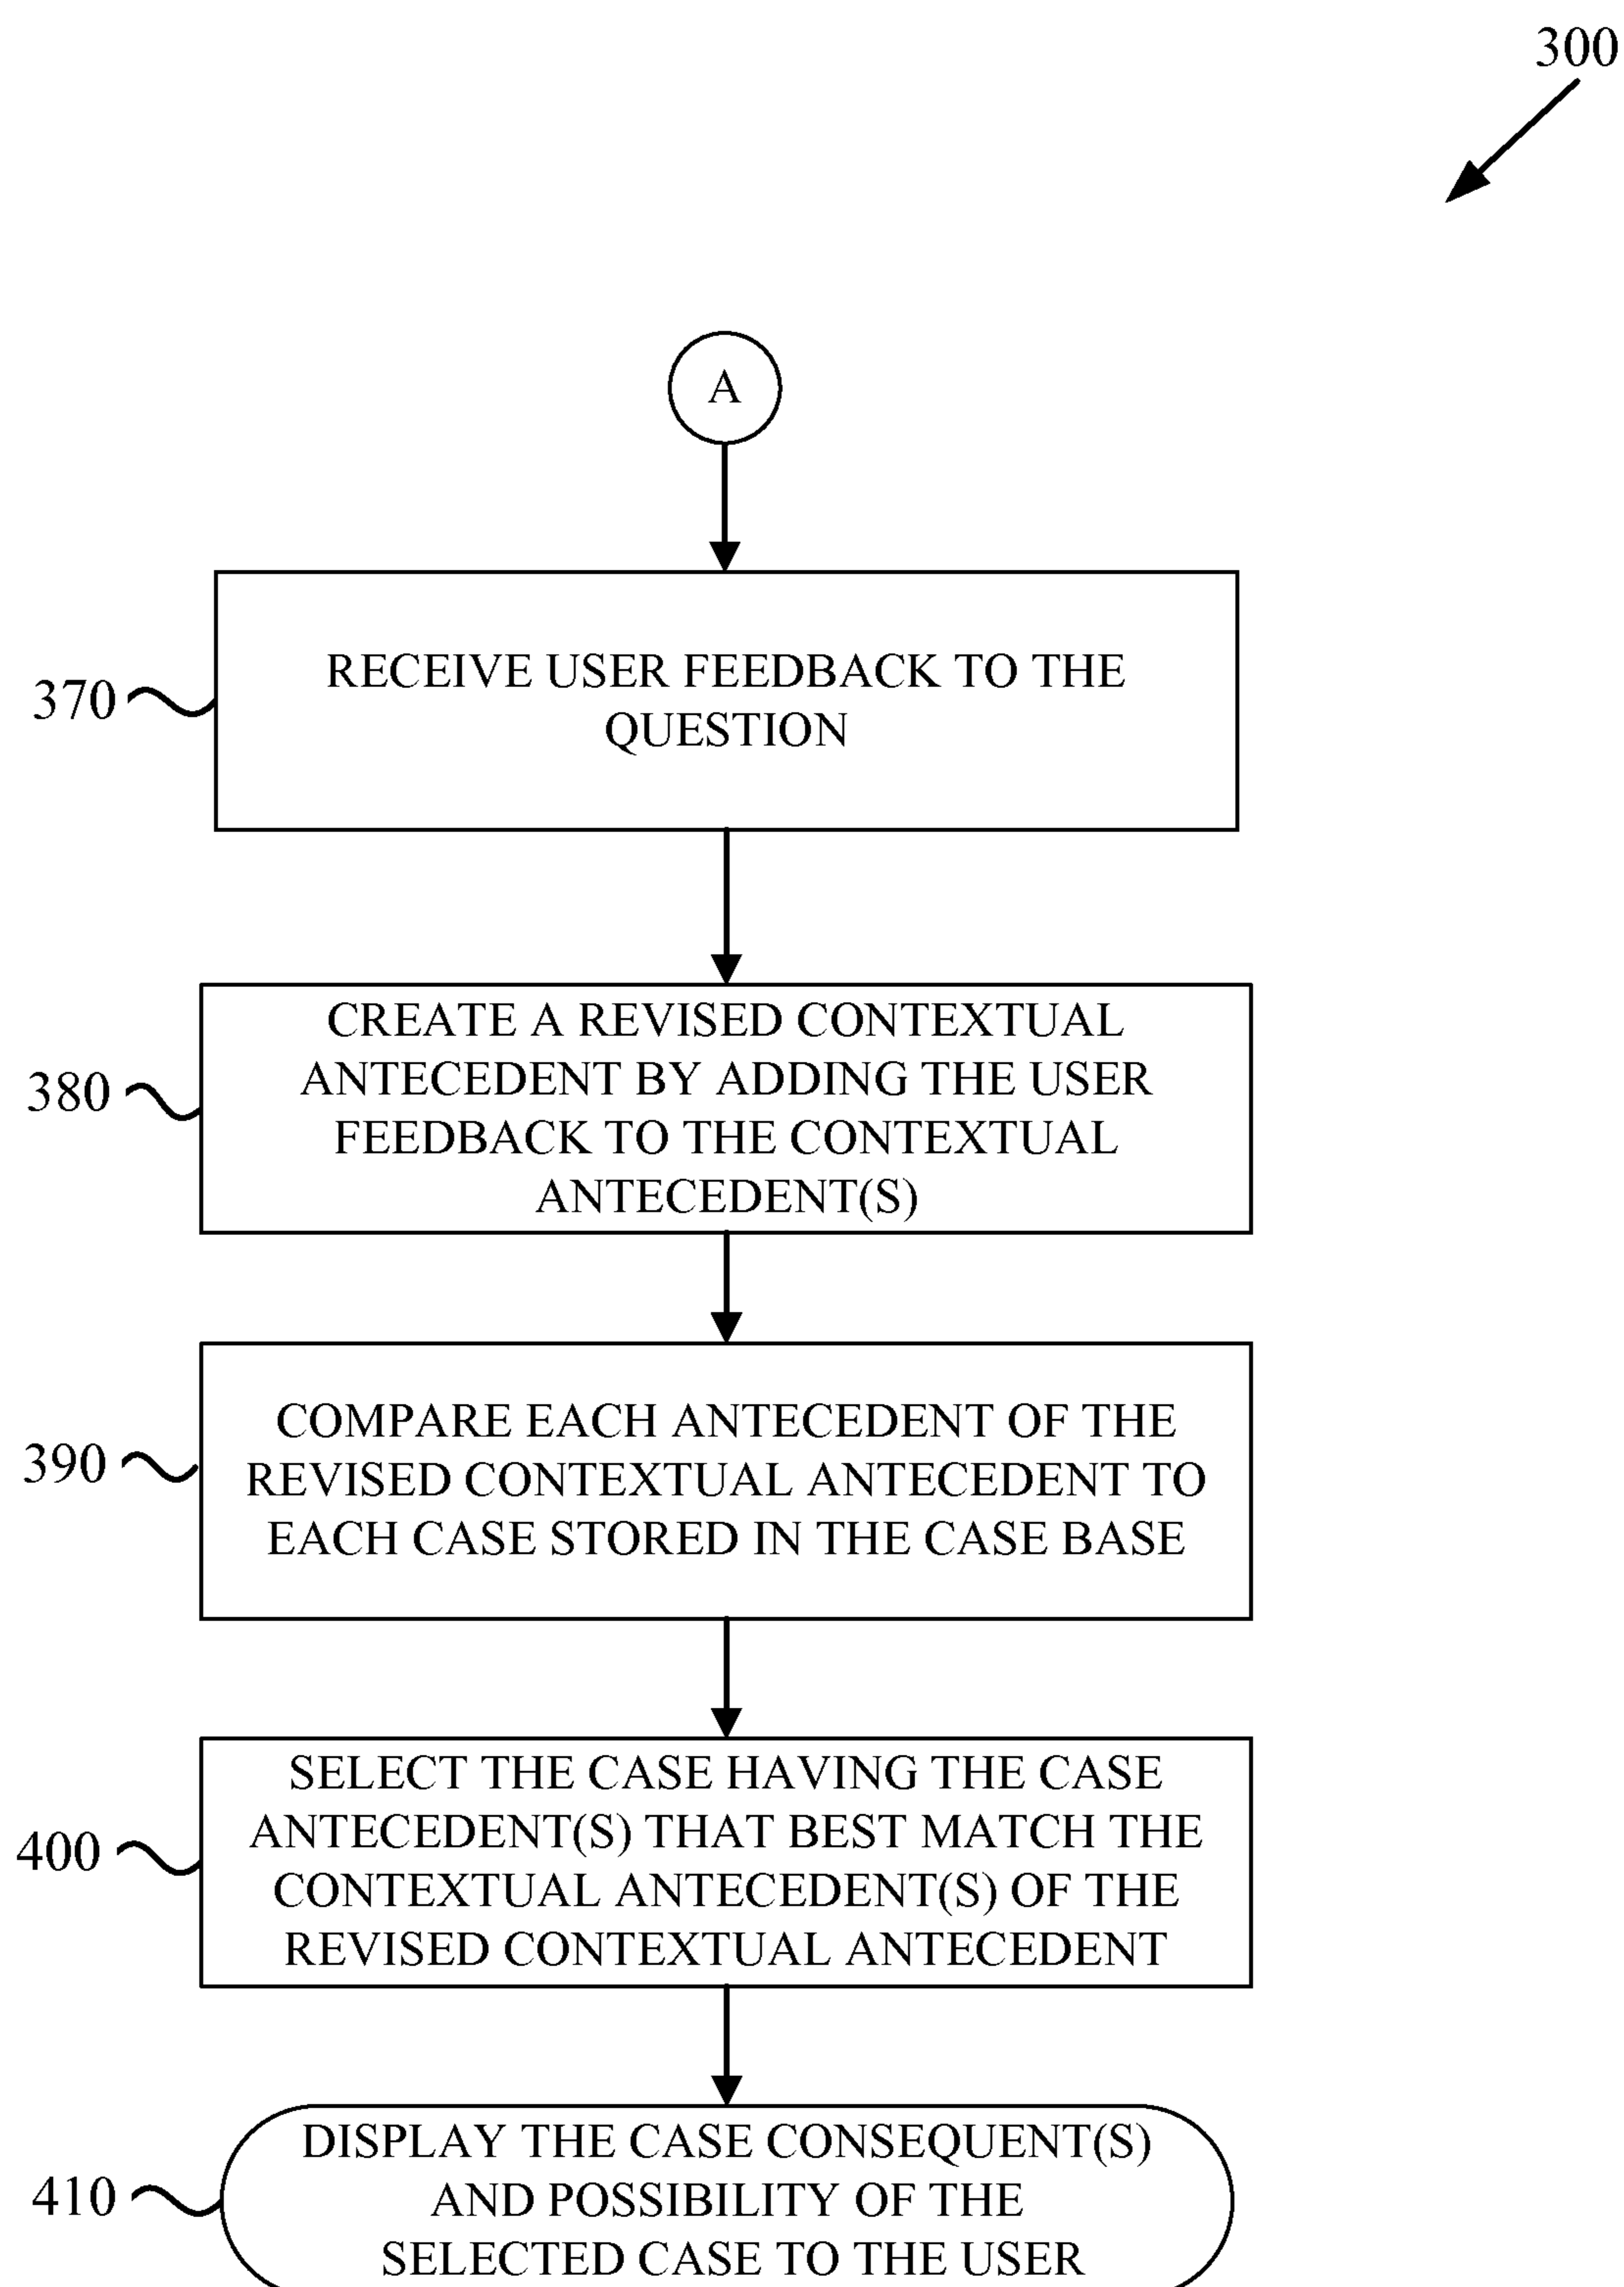 300
A
370
RECEIVE USER FEEDBACK TO THE
QUESTION
380
CREATE A REVISED CONTEXTUAL
ANTECEDENT BY ADDING THE USER
FEEDBACK TO THE CONTEXTUAL
ANTECEDENT(S)
390
COMPARE EACH ANTECEDENT OF THE
REVISED CONTEXTUAL ANTECEDENT TO
EACH CASE STORED IN THE CASE BASE
400
SELECT THE CASE HAVING THE CASE
ANTECEDENT(S) THAT BEST MATCH THE
CONTEXTUAL ANTECEDENT(S) OF THE
REVISED CONTEXTUAL ANTECEDENT
410
DISPLAY THE CASE CONSEQUENT(S)
AND POSSIBILITY OF THE
SELECTED CASE TO THE USER